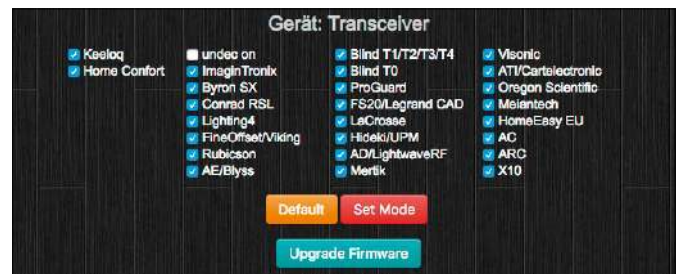 Gerät: Transceiver
Keeloq
Home Confort
undec on
ImaginTronix
Byron SX
Conrad RSL
Lighting4
FineOffset/Viking
Rubicson
AE/Blyss
Blind T1/T2/T3/T4
Blind T0
ProGuard
FS20/Legrand CAD
LaCrosse
Hideki/UPM
AD/LightwaveRF
Mertik
Visonic
ATI/Cartelectronic
Oregon Scientific
Meiantech
HomeEasy EU
AC
ARC
X10
Default
Set Mode
Upgrade Firmware